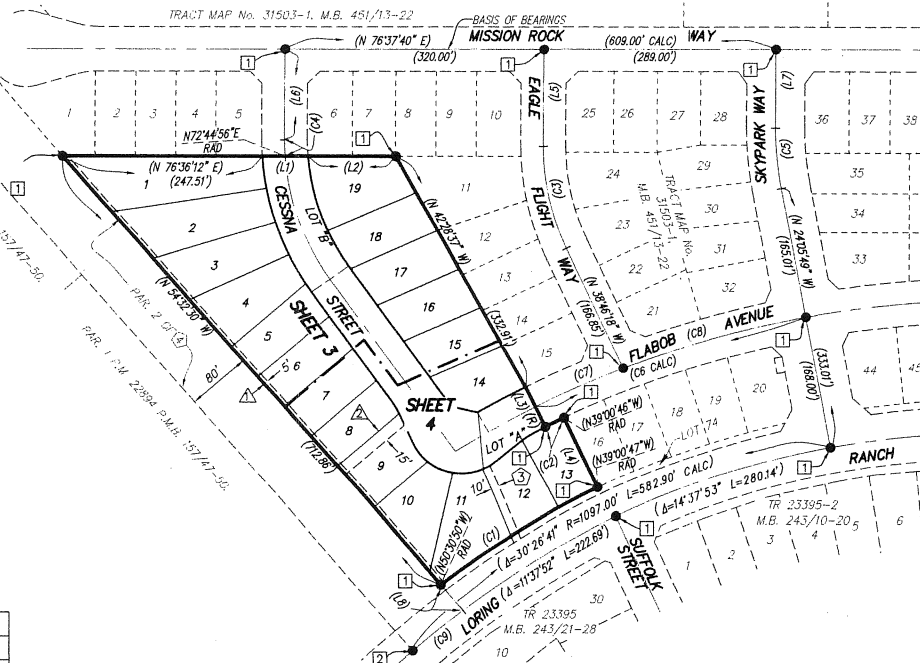 TRACT MAP No. 31503-1, M.B. 451/13-22
BASIS OF BEARINGS
(N 76°37'40" E)
(320.00')
MISSION ROCK
(609.00' CALC)
(289.00')
WAY
1
1
1
(L6)
(C4)
EAGLE
(L5)
SKYPARK WAY
(L7)
1
2
3
4
5
6
7
8
9
10
25
26
27
28
36
37
38
N72°44'56"E
RAD
1
(N 76°36'12" E)
(247.51')
(L1)
(L2)
1
1
CESSNA
LOT "B"
19
11
(C3)
24
29
(C5)
35
TRACT MAP No.
31503-1,
M.B. 451/13-22
(N 42°28'37" W)
FLIGHT
2
18
12
23
30
34
(N 24°05'49" W)
(165.01')
3
17
13
WAY
22
31
33
157/47-50.
(N 54°32'30" W)
PAR. 2 OF
4
4
STREET
16
(N 38°46'18" W)
(166.85')
21
32
SHEET 3
5
15
14
(332.91')
FLABOB
(C8)
AVENUE
PAR. 1 P.M. 22894 P.M.B. 157/47-50.
80'
5'
6
1
15
1
(C7)
(C6 CALC)
1
(333.01')
(168.00')
7
14
1
(L3)
(R)
(N39°00'46"W)
RAD
20
44
45
SHEET
4
2
8
LOT "A"
19
18
17
16
(N39°00'47"W)
RAD
LOT 74
(712.86')
15'
9
1
(C2)
(L4)
13
1
1
RANCH
10
11
10'
3
12
(N50°30'50"W)
RAD
(C1)
1
(Δ=30°26'41" R=1097.00' L=582.90' CALC)
(Δ=14°37'53" L=280.14')
(Δ=11°37'52" L=222.69')
1
SUFFOLK
STREET
TR 23395-2
M.B. 243/10-20
1
2
3
4
5
6
(L8)
LORING
(C9)
30
TR 23395
M.B. 243/21-28
2
10